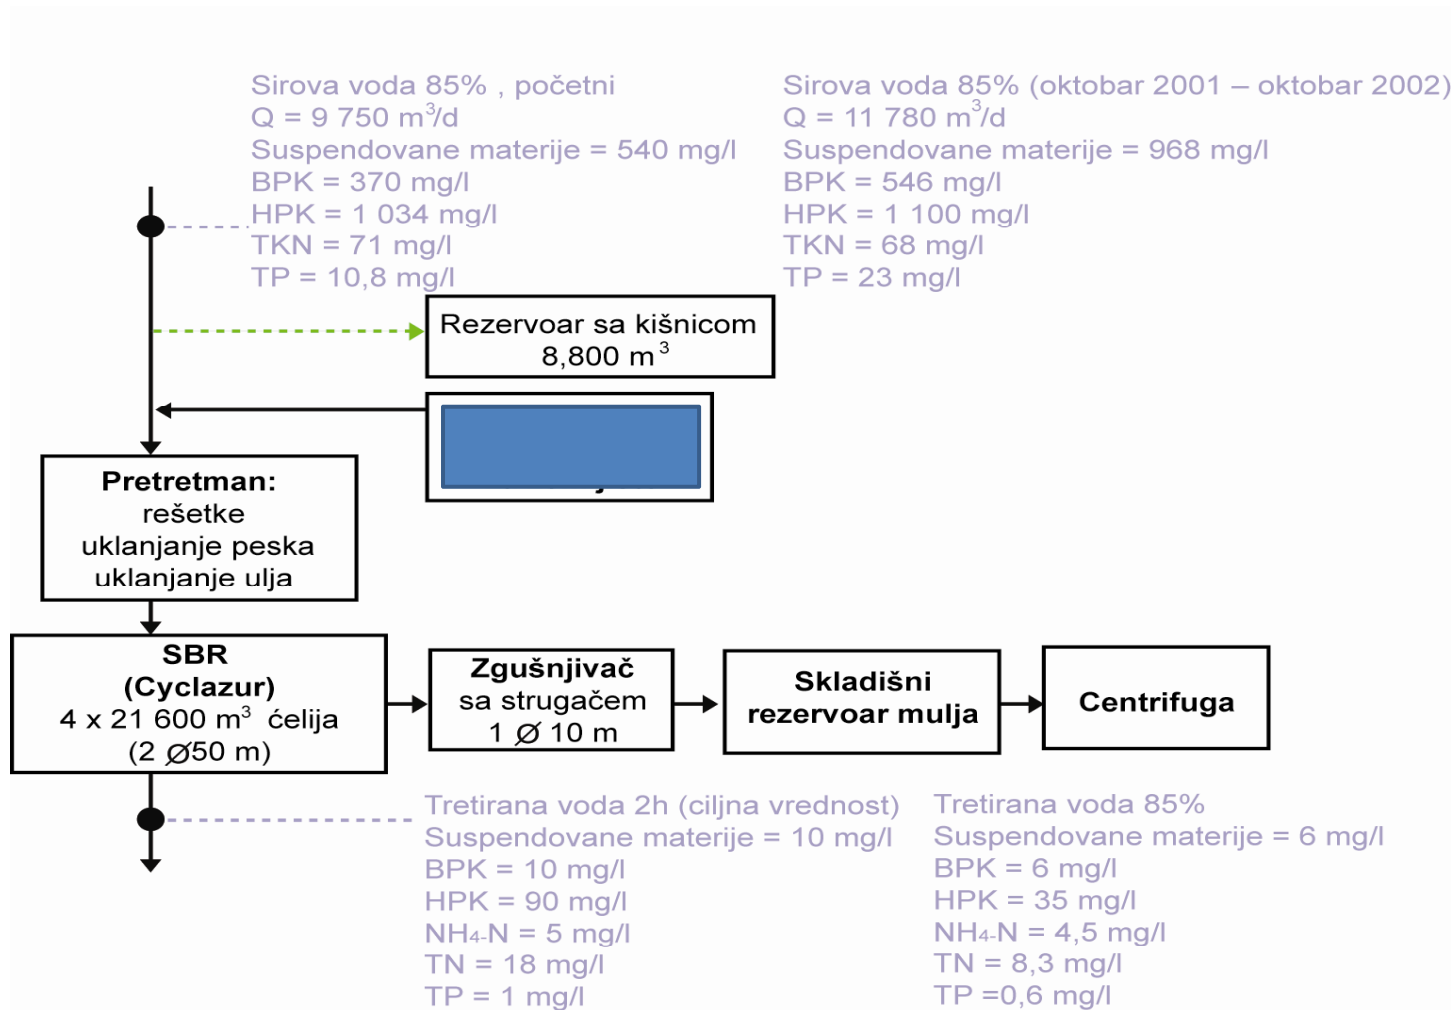 Sirova voda 85% , početni
Q = 9 750 m³/d
Suspendovane materije = 540 mg/l
BPK = 370 mg/l
HPK = 1 034 mg/l
TKN = 71 mg/l
TP = 10,8 mg/l
Sirova voda 85% (oktobar 2001 – oktobar 2002)
Q = 11 780 m³/d
Suspendovane materije = 968 mg/l
BPK = 546 mg/l
HPK = 1 100 mg/l
TKN = 68 mg/l
TP = 23 mg/l
Rezervoar sa kišnicom
8,800 m³
Pretretman:
rešetke
uklanjanje peska
uklanjanje ulja
SBR
(Cyclazur)
4 x 21 600 m³ ćelija
(2 Ø50 m)
Zgušnjivač
sa strugačem
1 Ø 10 m
Skladišni
rezervoar mulja
Centrifuga
Tretirana voda 2h (ciljna vrednost)
Suspendovane materije = 10 mg/l
BPK = 10 mg/l
HPK = 90 mg/l
NH₄-N = 5 mg/l
TN = 18 mg/l
TP = 1 mg/l
Tretirana voda 85%
Suspendovane materije = 6 mg/l
BPK = 6 mg/l
HPK = 35 mg/l
NH₄-N = 4,5 mg/l
TN = 8,3 mg/l
TP =0,6 mg/l